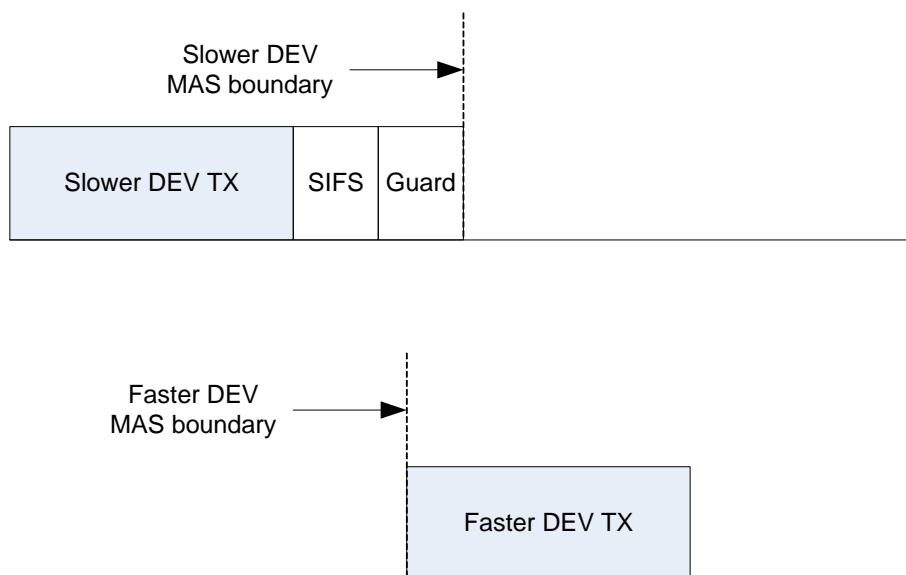 Slower DEV
MAS boundary
Slower DEV TX
SIFS
Guard
Faster DEV
MAS boundary
Faster DEV TX